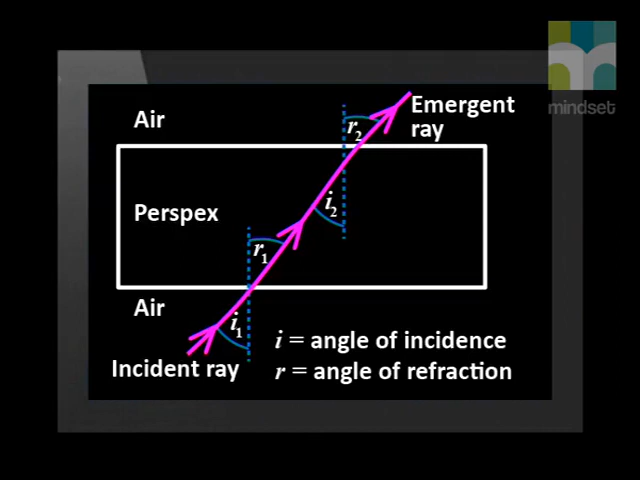 mindset
Air
Emergent
ray
r2
Perspex
i2
r1
Air
i1
Incident ray
i = angle of incidence
r = angle of refraction